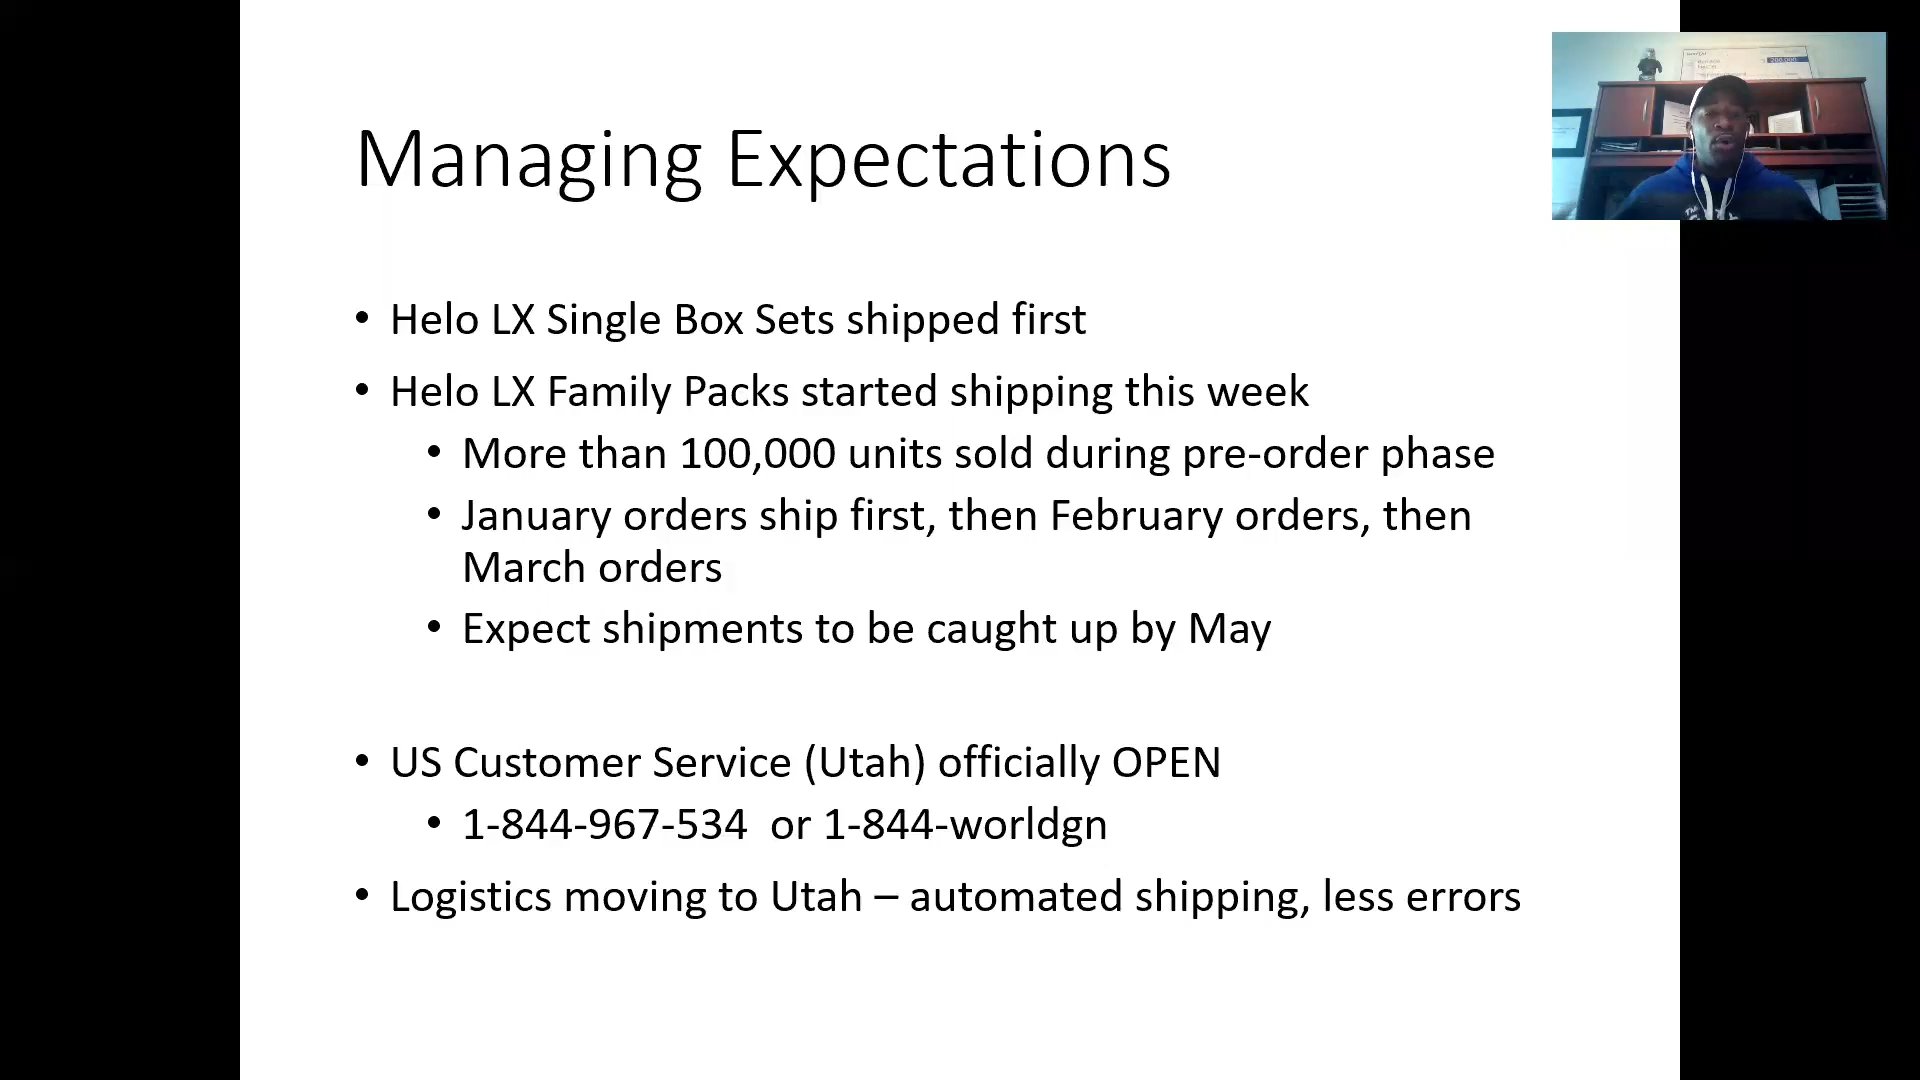 Managing Expectations
• Helo LX Single Box Sets shipped first
• Helo LX Family Packs started shipping this week
• More than 100,000 units sold during pre-order phase
• January orders ship first, then February orders, then
March orders
• Expect shipments to be caught up by May
• US Customer Service (Utah) officially OPEN
• 1-844-967-534 or 1-844-worldgn
• Logistics moving to Utah – automated shipping, less errors